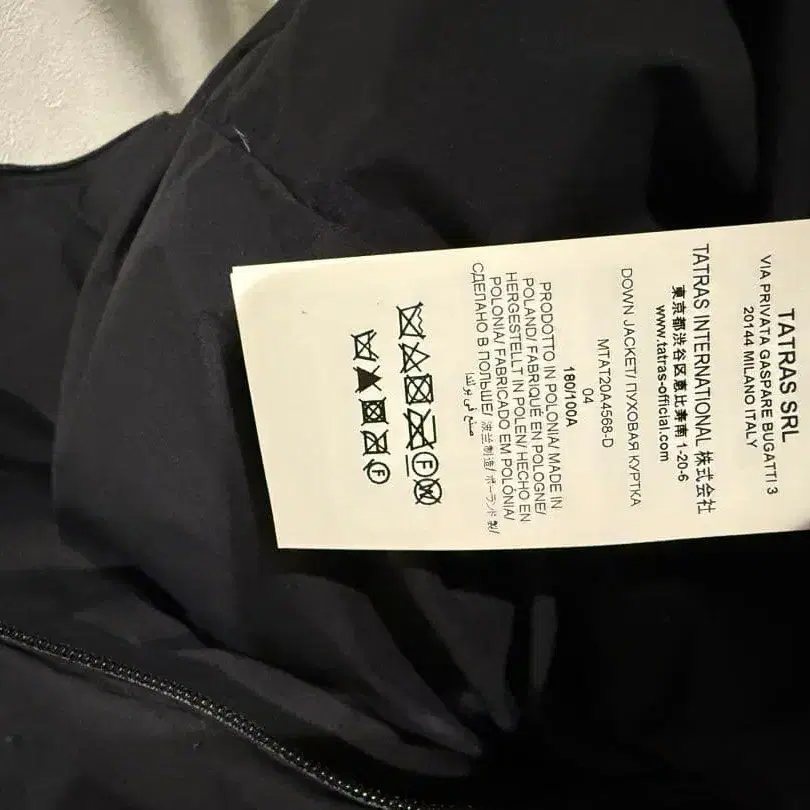 TATRAS SRL
VIA PRIVATA GASPARE BUGATTI 3
20144 MILANO ITALY
TATRAS INTERNATIONAL 株式会社
東京都渋谷区恵比寿南 1-20-6
www.tatras-official.com
DOWN JACKET/ ПУХОВАЯ КУРТКА
MTAT20A4568-D
04
180/100A
PRODOTTO IN POLONIA/ MADE IN
POLAND/ FABRIQUÉ EN POLOGNE/
HERGESTELLT IN POLEN/ HECHO EN
POLONIA/ FABRICADO EM POLÓNIA/
СДЕЛАНО В ПОЛЬШЕ/ 波兰制造/ ポーランド製/
صنع في بولندا
F W
F